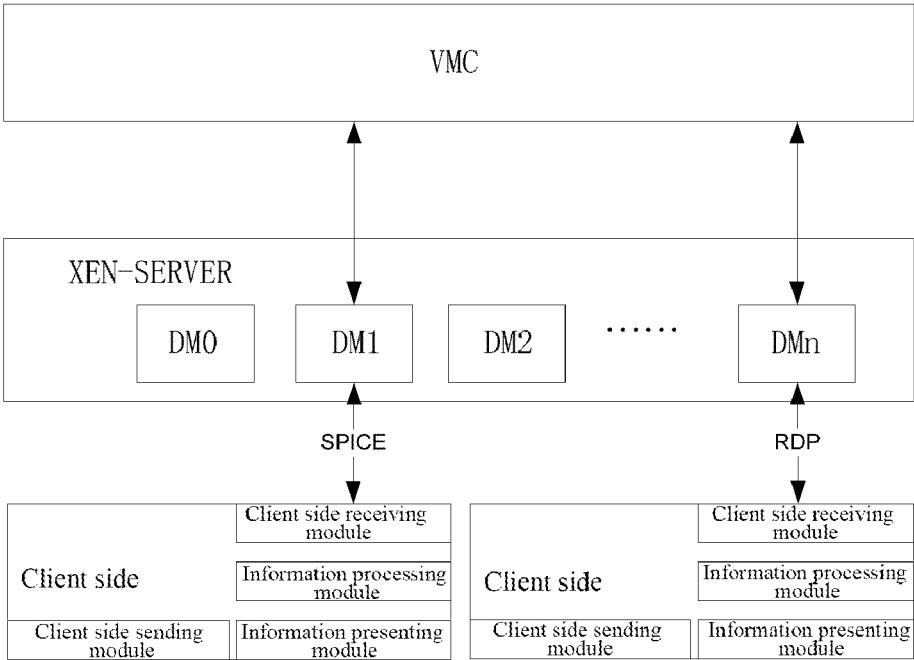 VMC
XEN-SERVER
DM0
DM1
DM2
......
DMn
SPICE
RDP
Client side receiving
module
Client side
Information processing
module
Client side sending
module
Information presenting
module
Client side receiving
module
Client side
Information processing
module
Client side sending
module
Information presenting
module